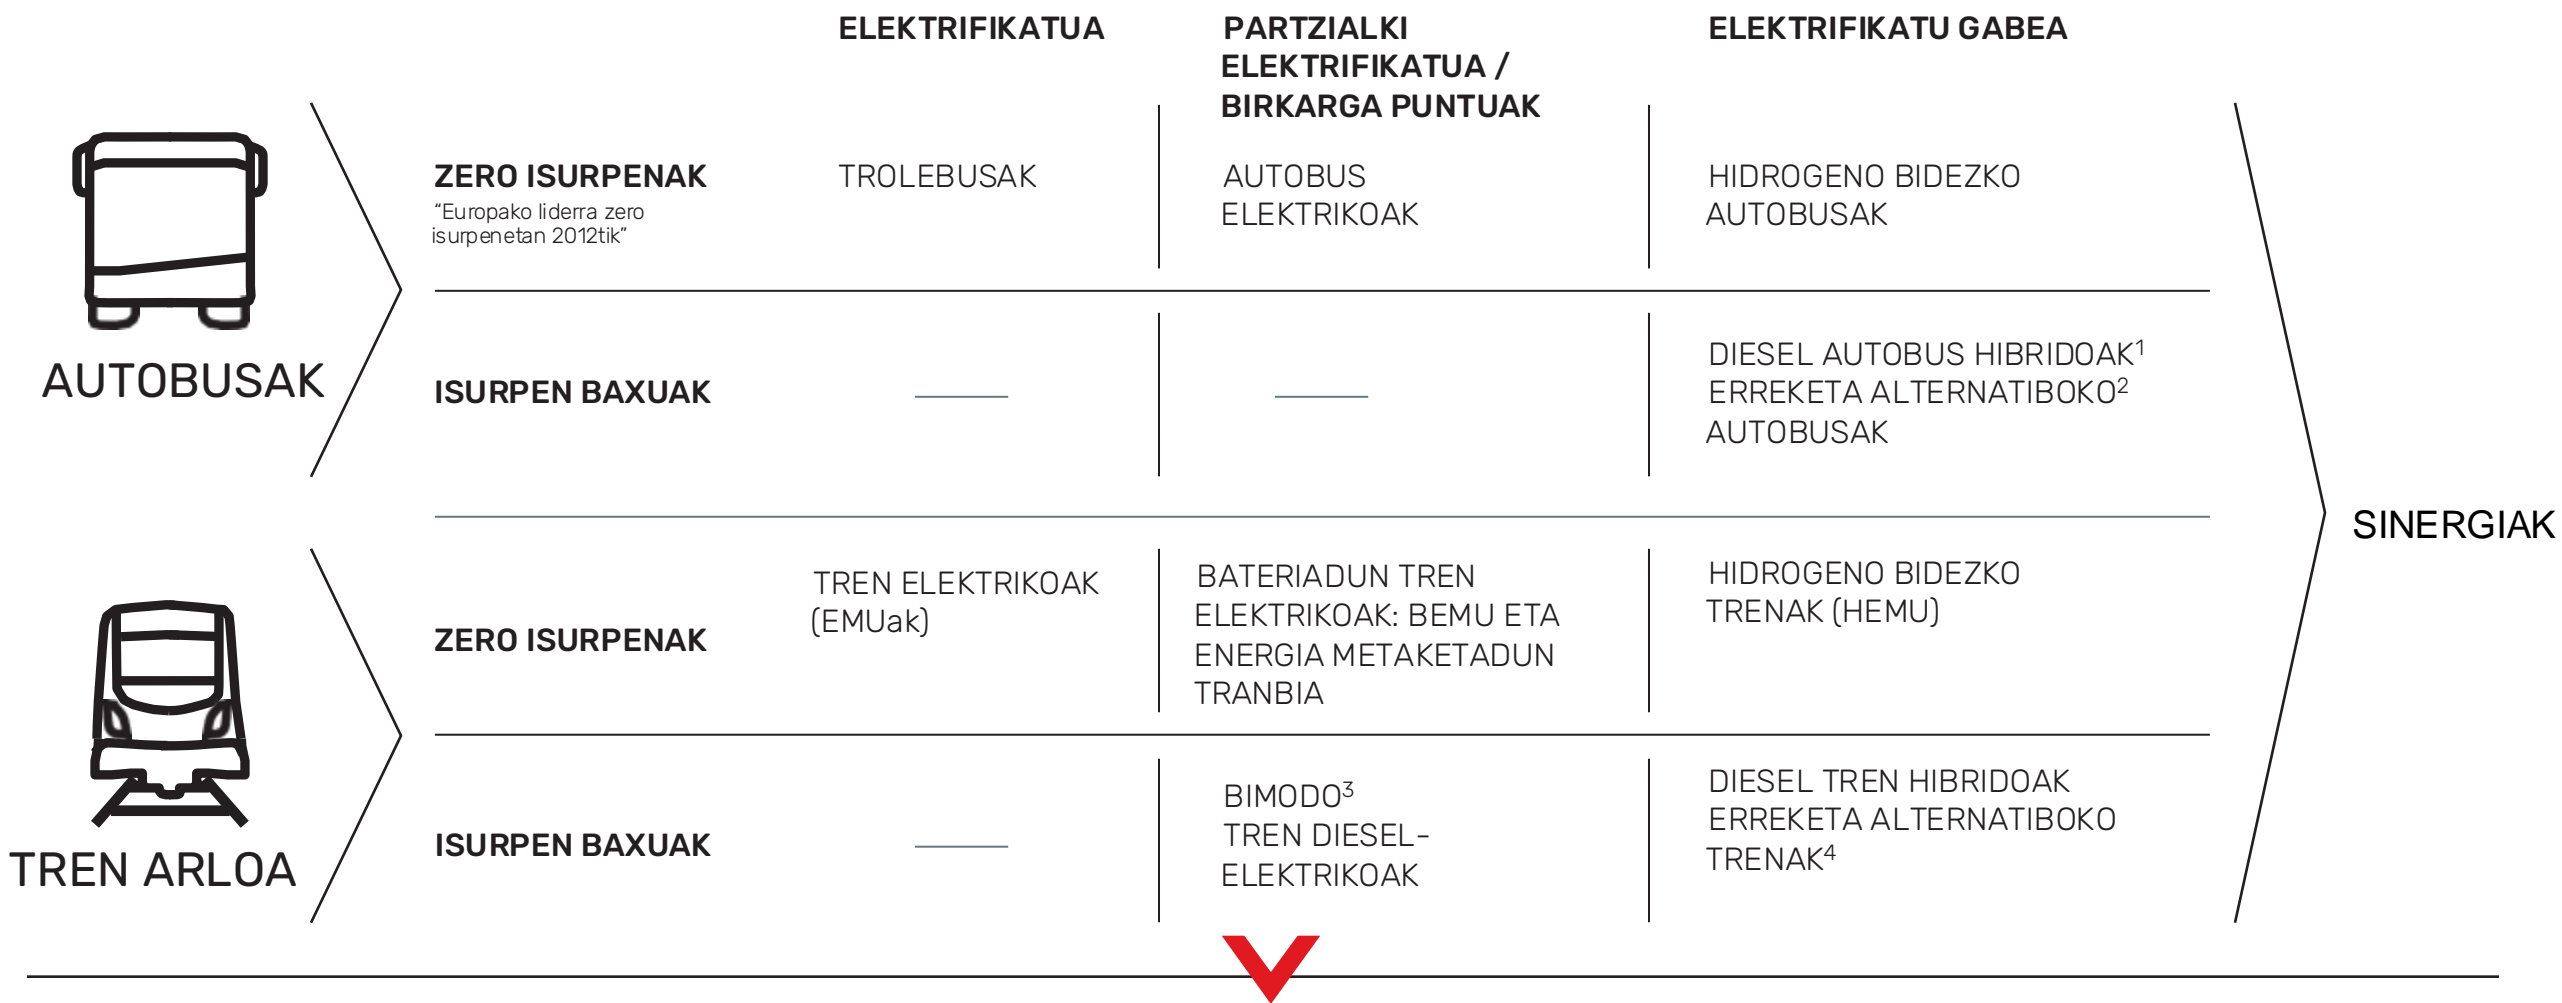 ELEKTRIFIKATUA
PARTZIALKI
ELEKTRIFIKATUA /
BIRKARGA PUNTUAK
ELEKTRIFIKATU GABEA
AUTOBUSAK
ZERO ISURPENAK
“Europako liderra zero
isurpenetan 2012tik”
TROLEBUSAK
AUTOBUS
ELEKTRIKOAK
HIDROGENO BIDEZKO
AUTOBUSAK
ISURPEN BAXUAK
DIESEL AUTOBUS HIBRIDOAK¹
ERREKETA ALTERNATIBOKO²
AUTOBUSAK
TREN ARLOA
ZERO ISURPENAK
TREN ELEKTRIKOAK
(EMUak)
BATERIADUN TREN
ELEKTRIKOAK: BEMU ETA
ENERGIA METAKETADUN
TRANBIA
HIDROGENO BIDEZKO
TRENAK (HEMU)
ISURPEN BAXUAK
BIMODO³
TREN DIESEL-
ELEKTRIKOAK
DIESEL TREN HIBRIDOAK
ERREKETA ALTERNATIBOKO
TRENAK⁴
SINERGIAK